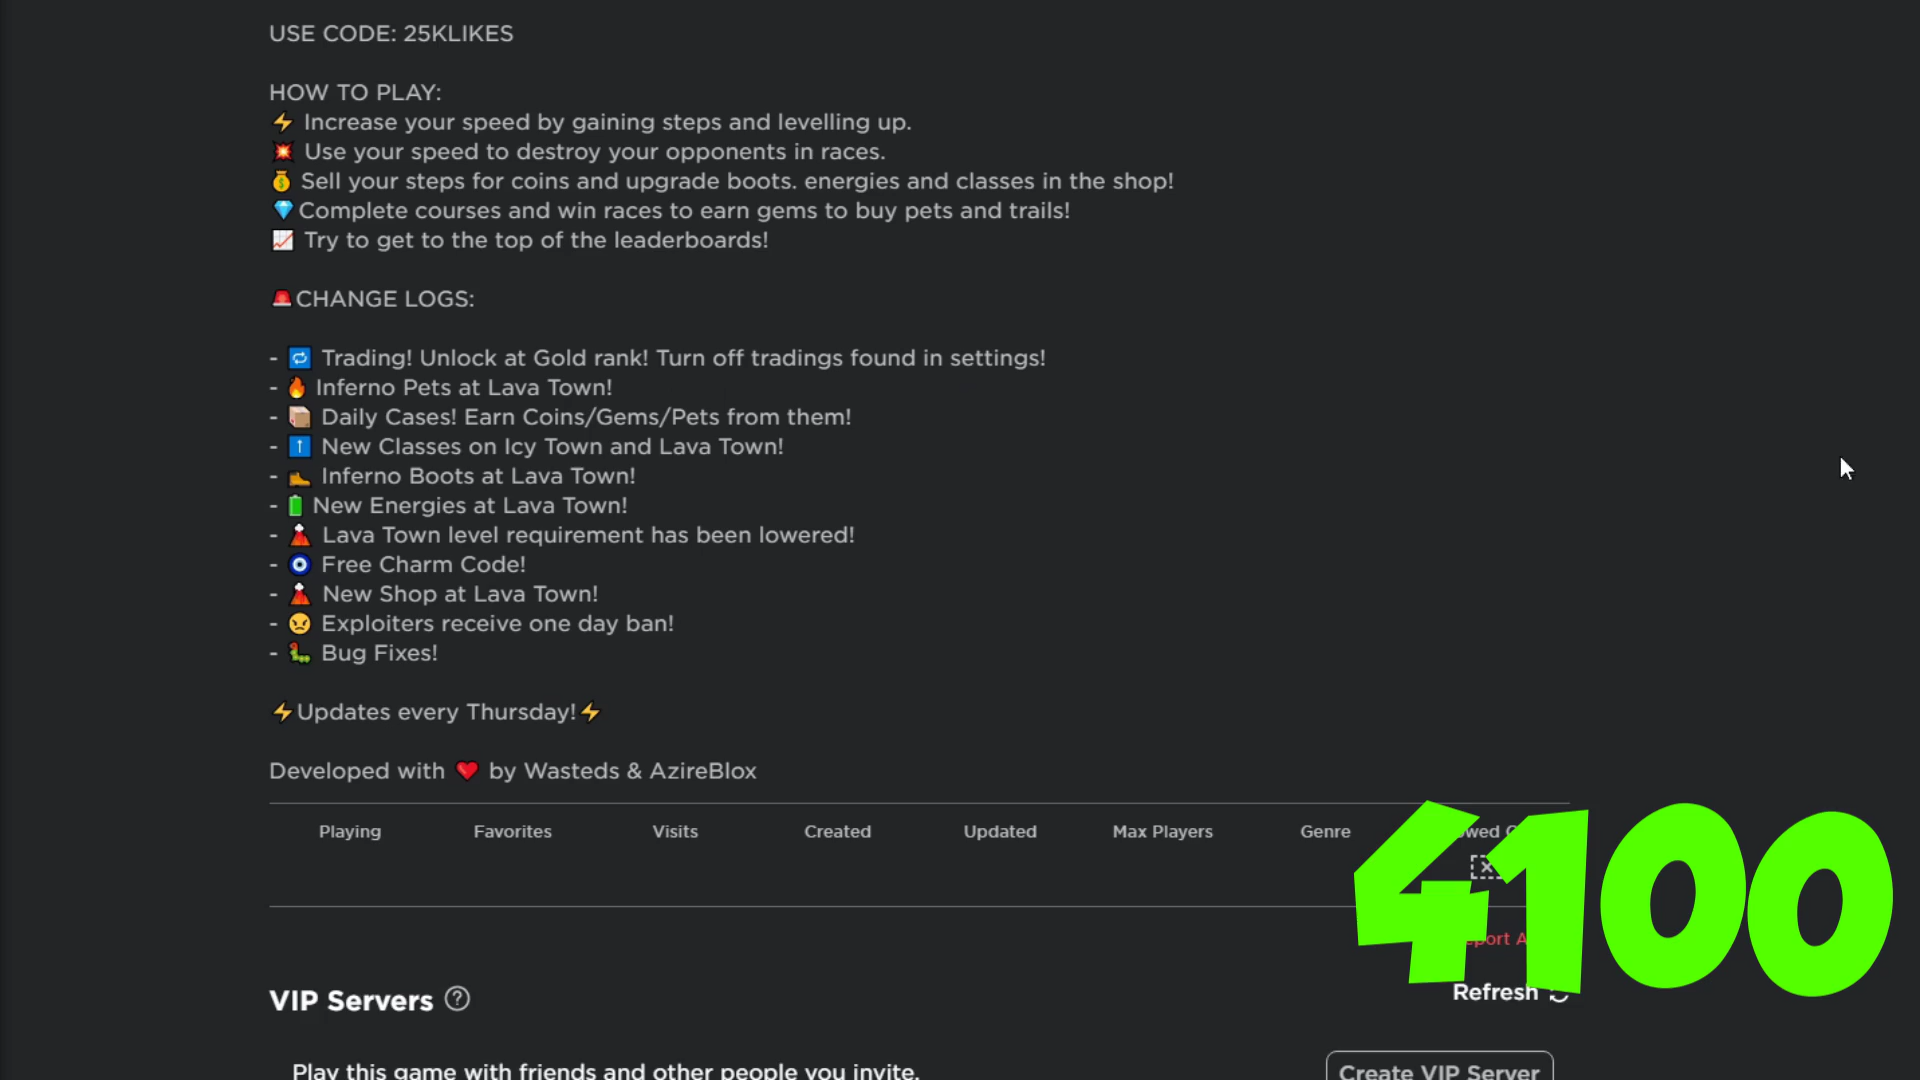 USE CODE: 25KLIKES
HOW TO PLAY:
⚡ Increase your speed by gaining steps and levelling up.
💥 Use your speed to destroy your opponents in races.
💰 Sell your steps for coins and upgrade boots. energies and classes in the shop!
💎Complete courses and win races to earn gems to buy pets and trails!
📈 Try to get to the top of the leaderboards!
🚨CHANGE LOGS:
- 🔁 Trading! Unlock at Gold rank! Turn off tradings found in settings!
- 🔥 Inferno Pets at Lava Town!
- 📦 Daily Cases! Earn Coins/Gems/Pets from them!
- ⬆️ New Classes on Icy Town and Lava Town!
- 🥾 Inferno Boots at Lava Town!
- 🔋 New Energies at Lava Town!
- 🌋 Lava Town level requirement has been lowered!
- 🧿 Free Charm Code!
- 🌋 New Shop at Lava Town!
- 😠 Exploiters receive one day ban!
- 🐛 Bug Fixes!
⚡Updates every Thursday!⚡
Developed with ❤️ by Wasteds & AzireBlox
Playing Favorites Visits Created Updated Max Players Genre
4100
VIP Servers ?
Refresh
Play this game with friends and other people you invite.
Create VIP Server